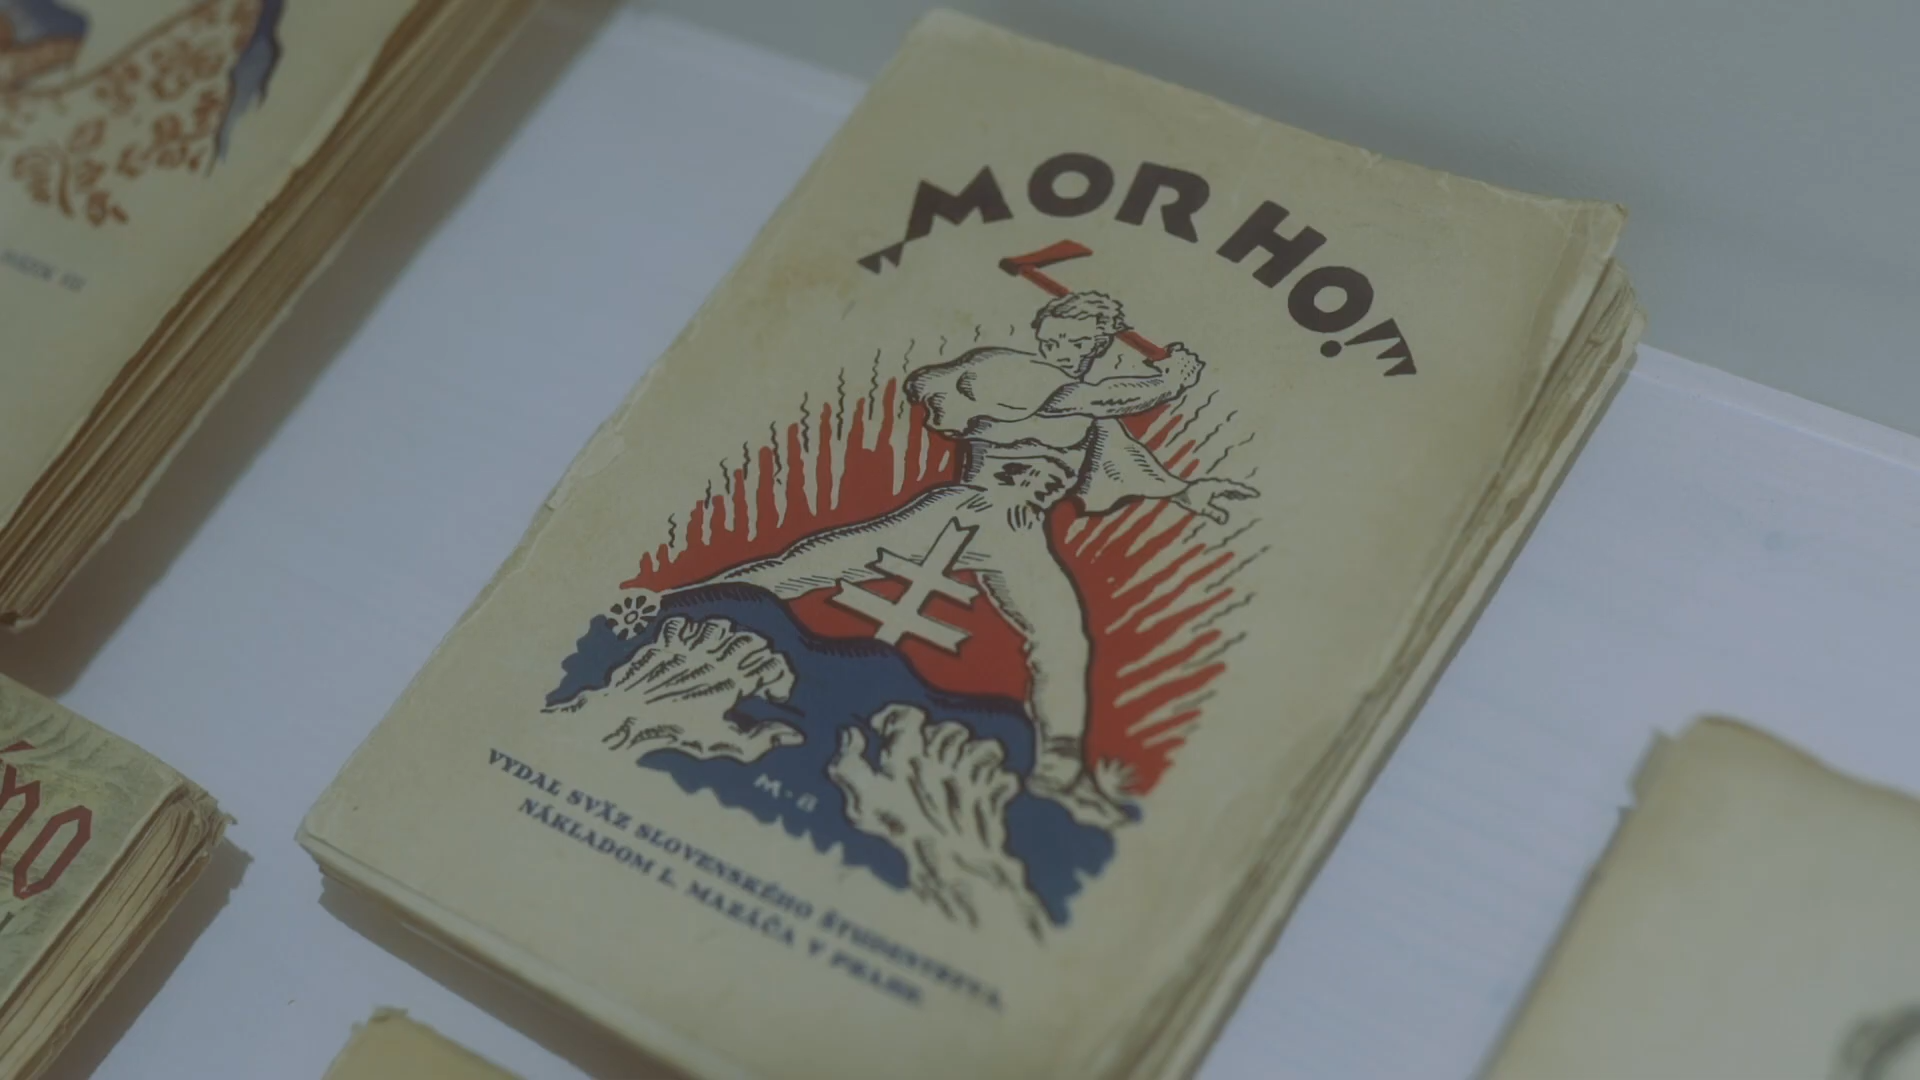 „MOR HO!"
M·a
VYDAL SVÄZ SLOVENSKÉHO ŠTUDENTSTVA
NÁKLADOM L. MAZÁČA V PRAHE.